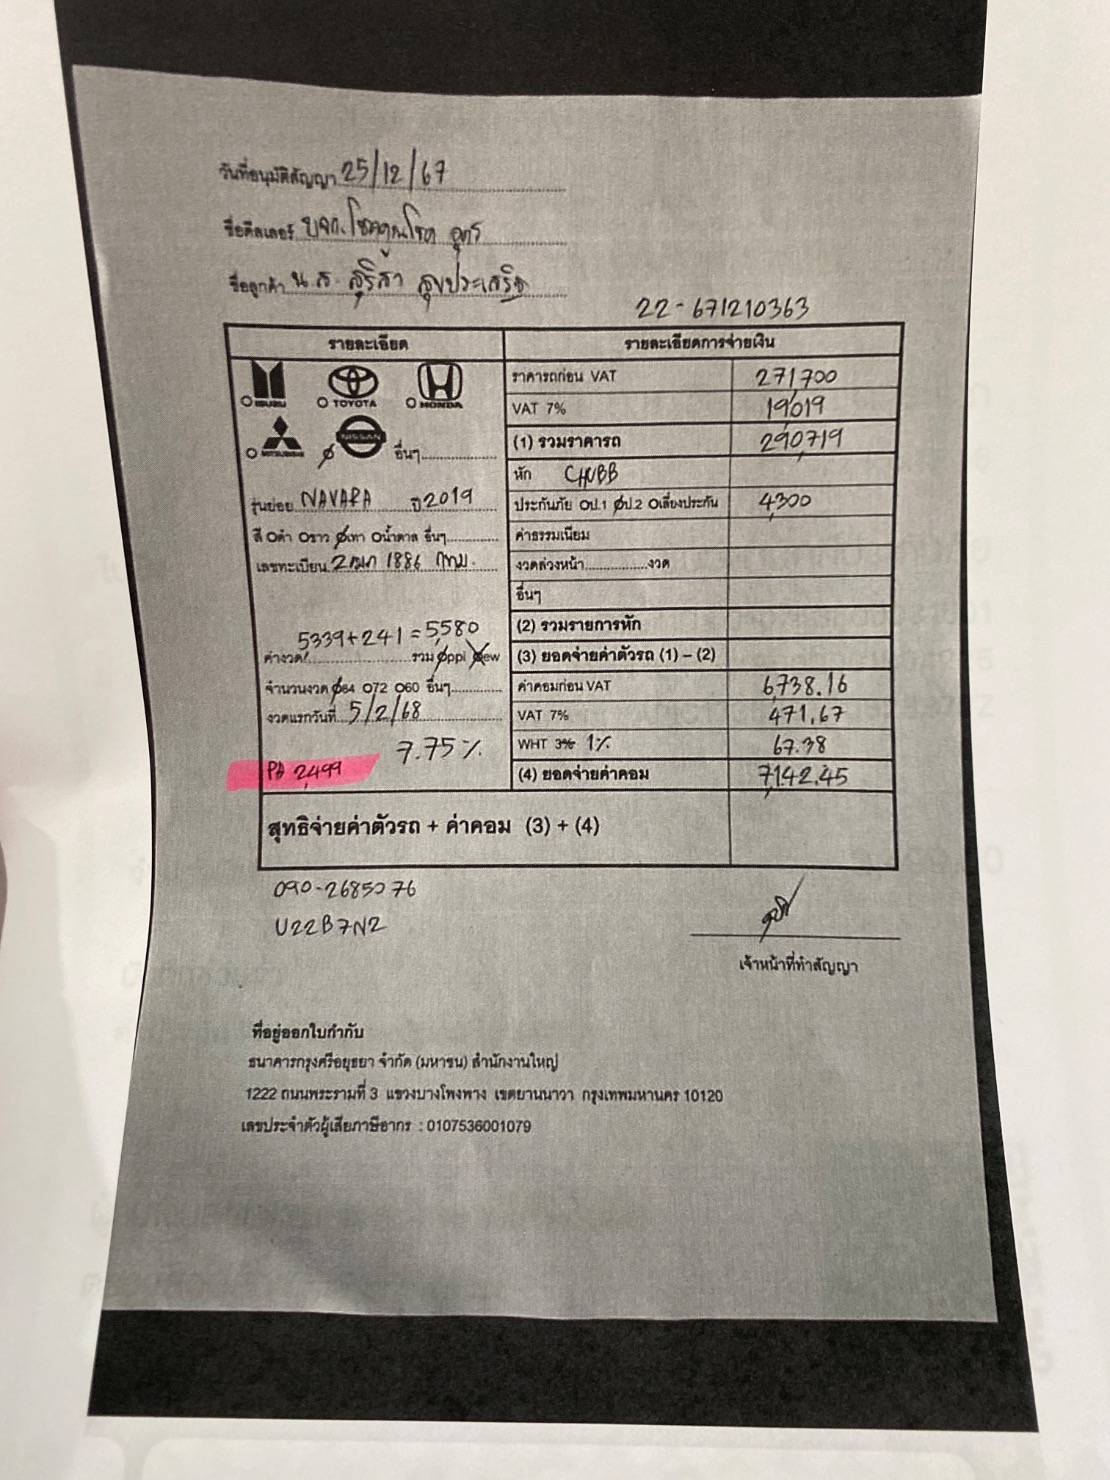 วันที่อนุมัติสัญญา 25/12/67
ชื่อดีลเลอร์ บจก.โชคคูณโชค อุดร
ชื่อลูกค้า น.ส. สุริสา สุขประเสริฐ
22-671210363
รายละเอียด
รายละเอียดการจ่ายเงิน
ISUZU TOYOTA HONDA
MITSUBISHI NISSAN อื่นๆ
รุ่นย่อย NAVARA ปี 2019
สี ดำ ขาว เทา น้ำตาล อื่นๆ
เลขทะเบียน 2ฒก 1886 กทม.
5339+241 = 5,580
ค่างวด รวม ppi New
จำนวนงวด 84 72 60 อื่นๆ
งวดแรกวันที่ 5/2/68
7.75%
PA 2,499
ราคารถก่อน VAT 271,700
VAT 7% 19,019
(1) รวมราคารถ 290,719
หัก CHUBB
ประกันภัย ป.1 ป.2 เลี่ยงประกัน 4,300
ค่าธรรมเนียม
งวดล่วงหน้า................งวด
อื่นๆ
(2) รวมรายการหัก
(3) ยอดจ่ายค่าตัวรถ (1) – (2)
ค่าคอมก่อน VAT 6,738.16
VAT 7% 471.67
WHT 3% 1% 67.38
(4) ยอดจ่ายค่าคอม 7,142.45
สุทธิจ่ายค่าตัวรถ + ค่าคอม (3) + (4)
090-2685076
U22B7N2
เจ้าหน้าที่ทำสัญญา
ที่อยู่ออกใบกำกับ
ธนาคารกรุงศรีอยุธยา จำกัด (มหาชน) สำนักงานใหญ่
1222 ถนนพระรามที่ 3 แขวงบางโพงพาง เขตยานนาวา กรุงเทพมหานคร 10120
เลขประจำตัวผู้เสียภาษีอากร : 0107536001079